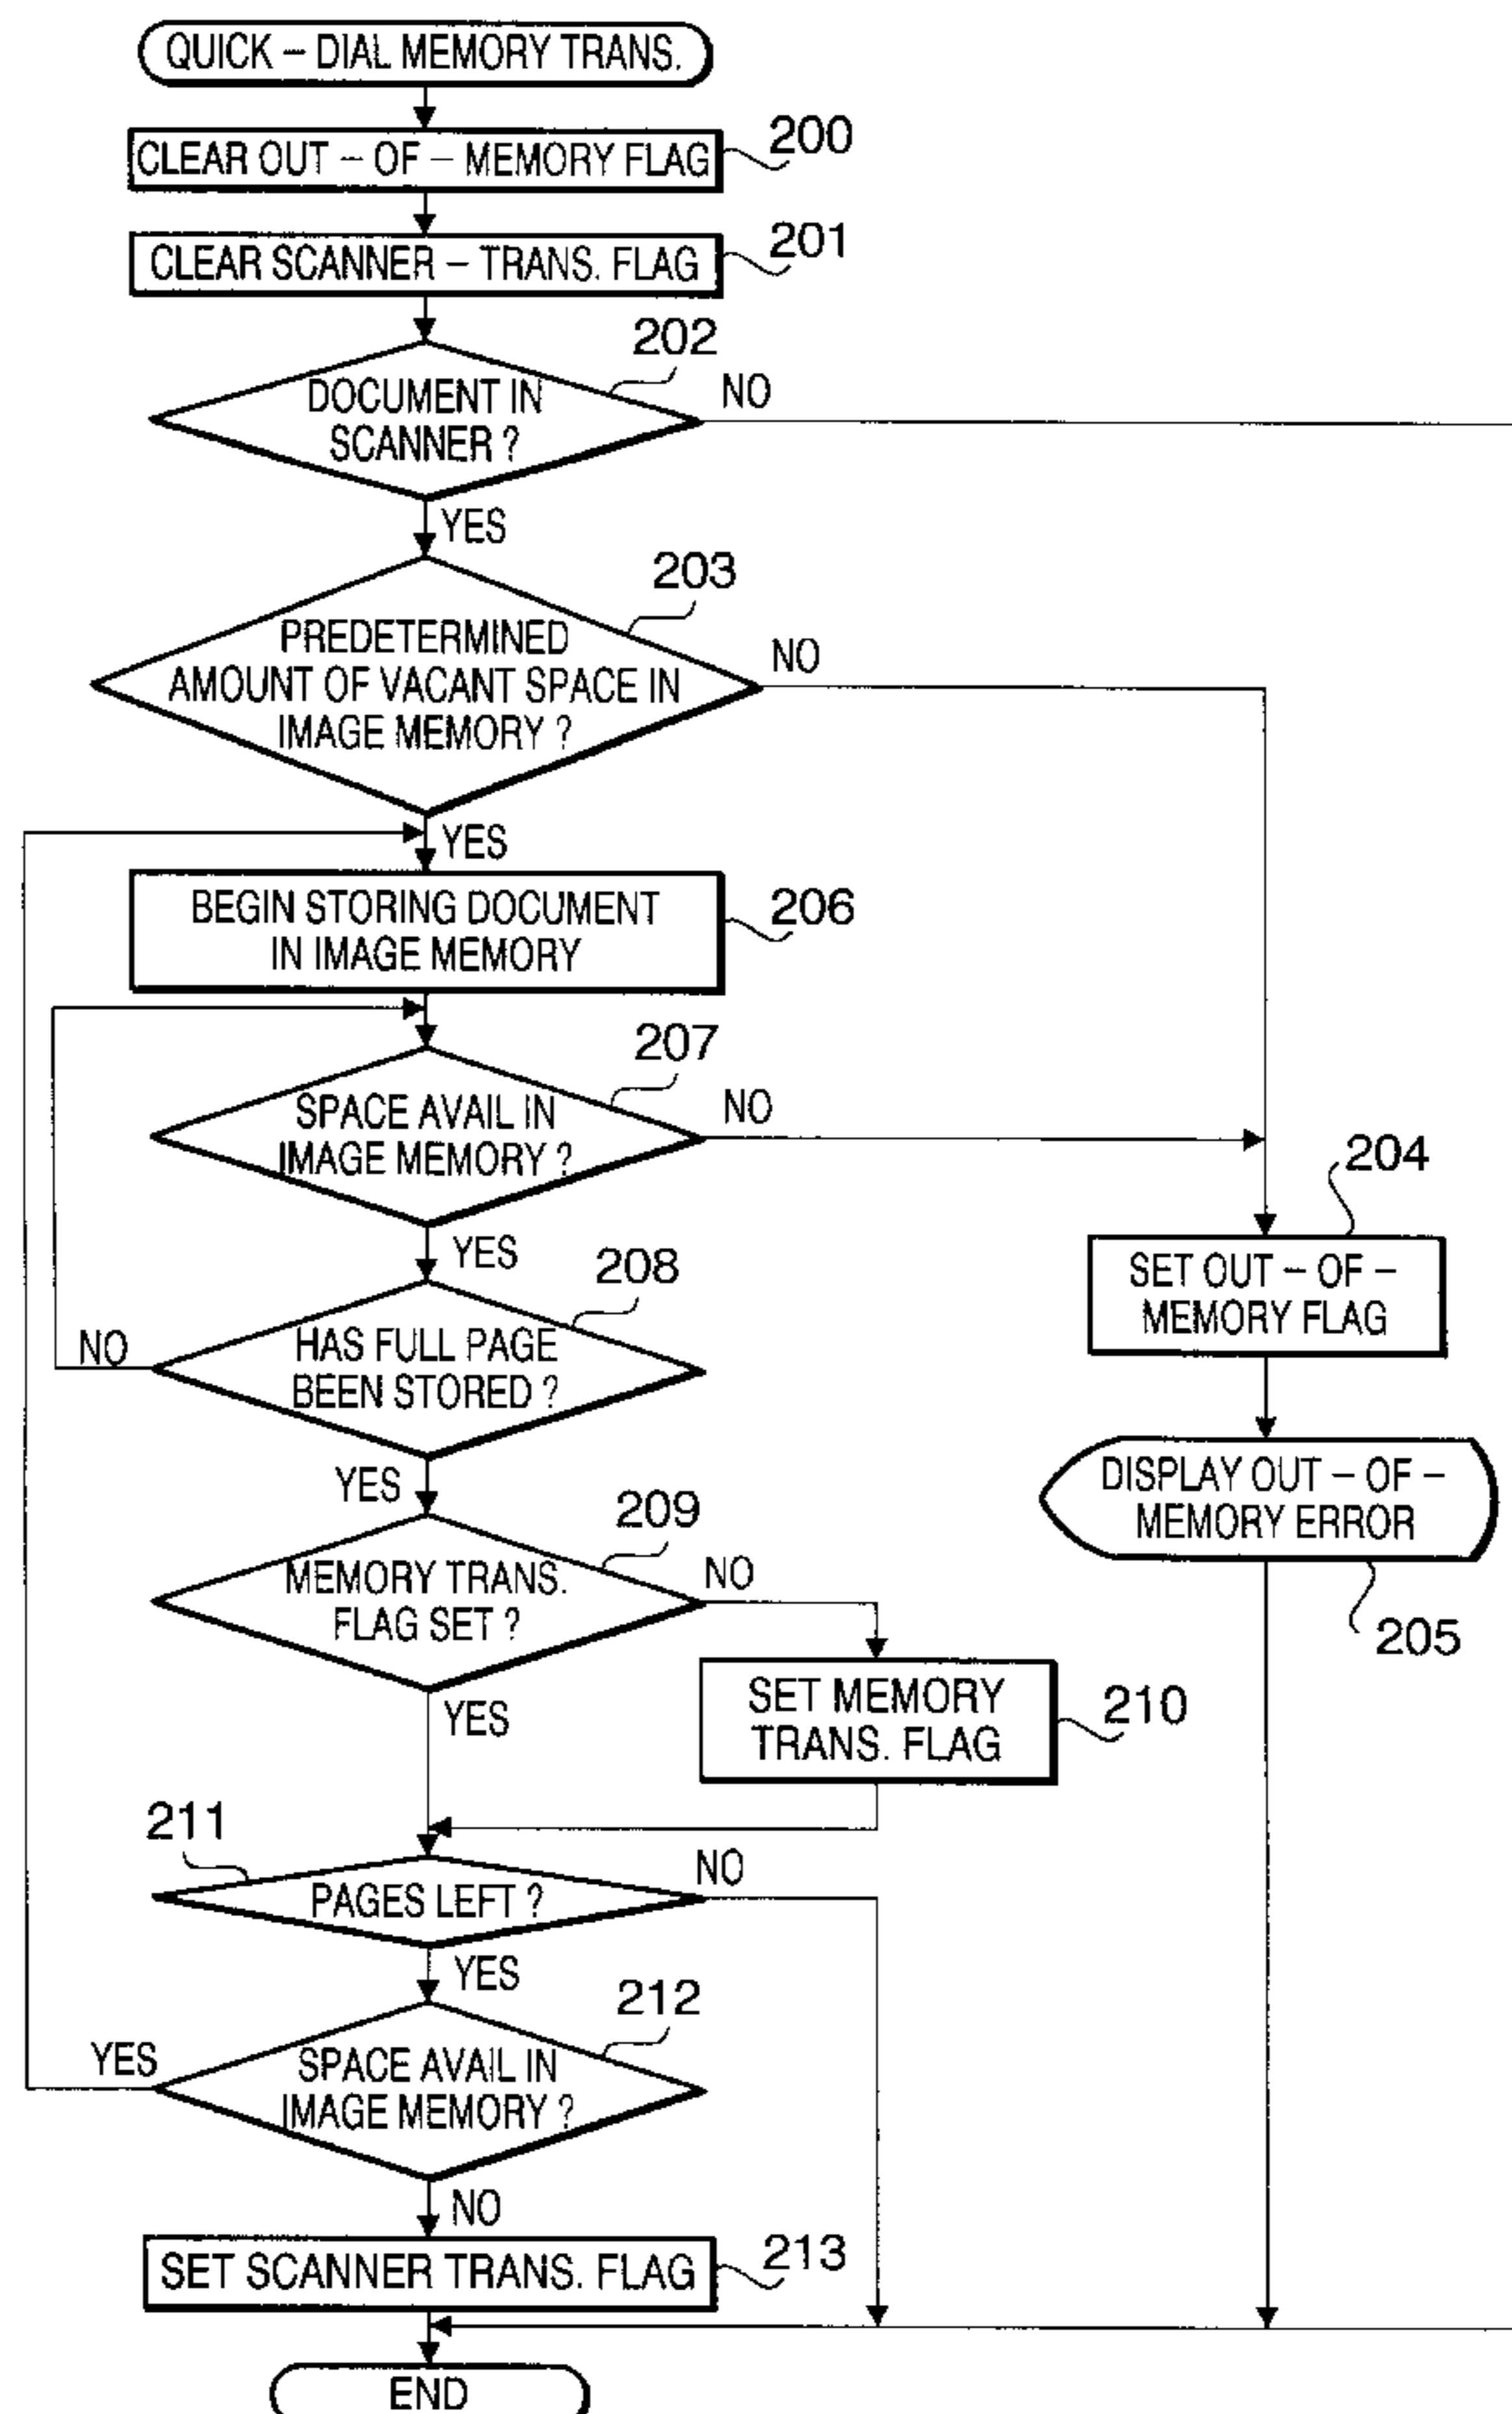 QUICK – DIAL MEMORY TRANS.
CLEAR OUT – OF – MEMORY FLAG
200
CLEAR SCANNER – TRANS. FLAG
201
202
DOCUMENT IN
SCANNER ?
NO
YES
203
PREDETERMINED
AMOUNT OF VACANT SPACE IN
IMAGE MEMORY ?
NO
YES
BEGIN STORING DOCUMENT
IN IMAGE MEMORY
206
207
SPACE AVAIL IN
IMAGE MEMORY ?
NO
YES
204
SET OUT – OF –
MEMORY FLAG
208
HAS FULL PAGE
BEEN STORED ?
NO
YES
DISPLAY OUT – OF –
MEMORY ERROR
205
209
MEMORY TRANS.
FLAG SET ?
NO
YES
SET MEMORY
TRANS. FLAG
210
211
PAGES LEFT ?
NO
YES
212
SPACE AVAIL IN
IMAGE MEMORY ?
YES
NO
SET SCANNER TRANS. FLAG
213
END